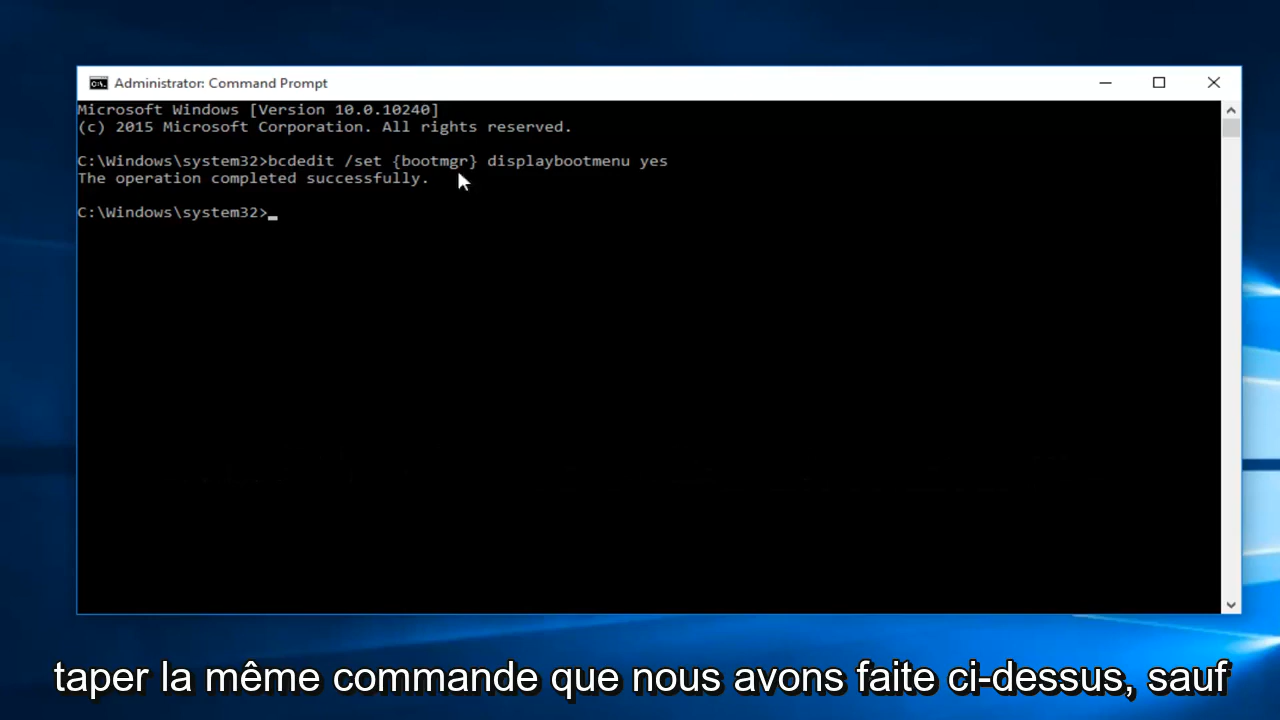 Administrator: Command Prompt
Microsoft Windows [Version 10.0.10240]
(c) 2015 Microsoft Corporation. All rights reserved.
C:\Windows\system32>bcdedit /set {bootmgr} displaybootmenu yes
The operation completed successfully.
C:\Windows\system32>_
taper la même commande que nous avons faite ci-dessus, sauf